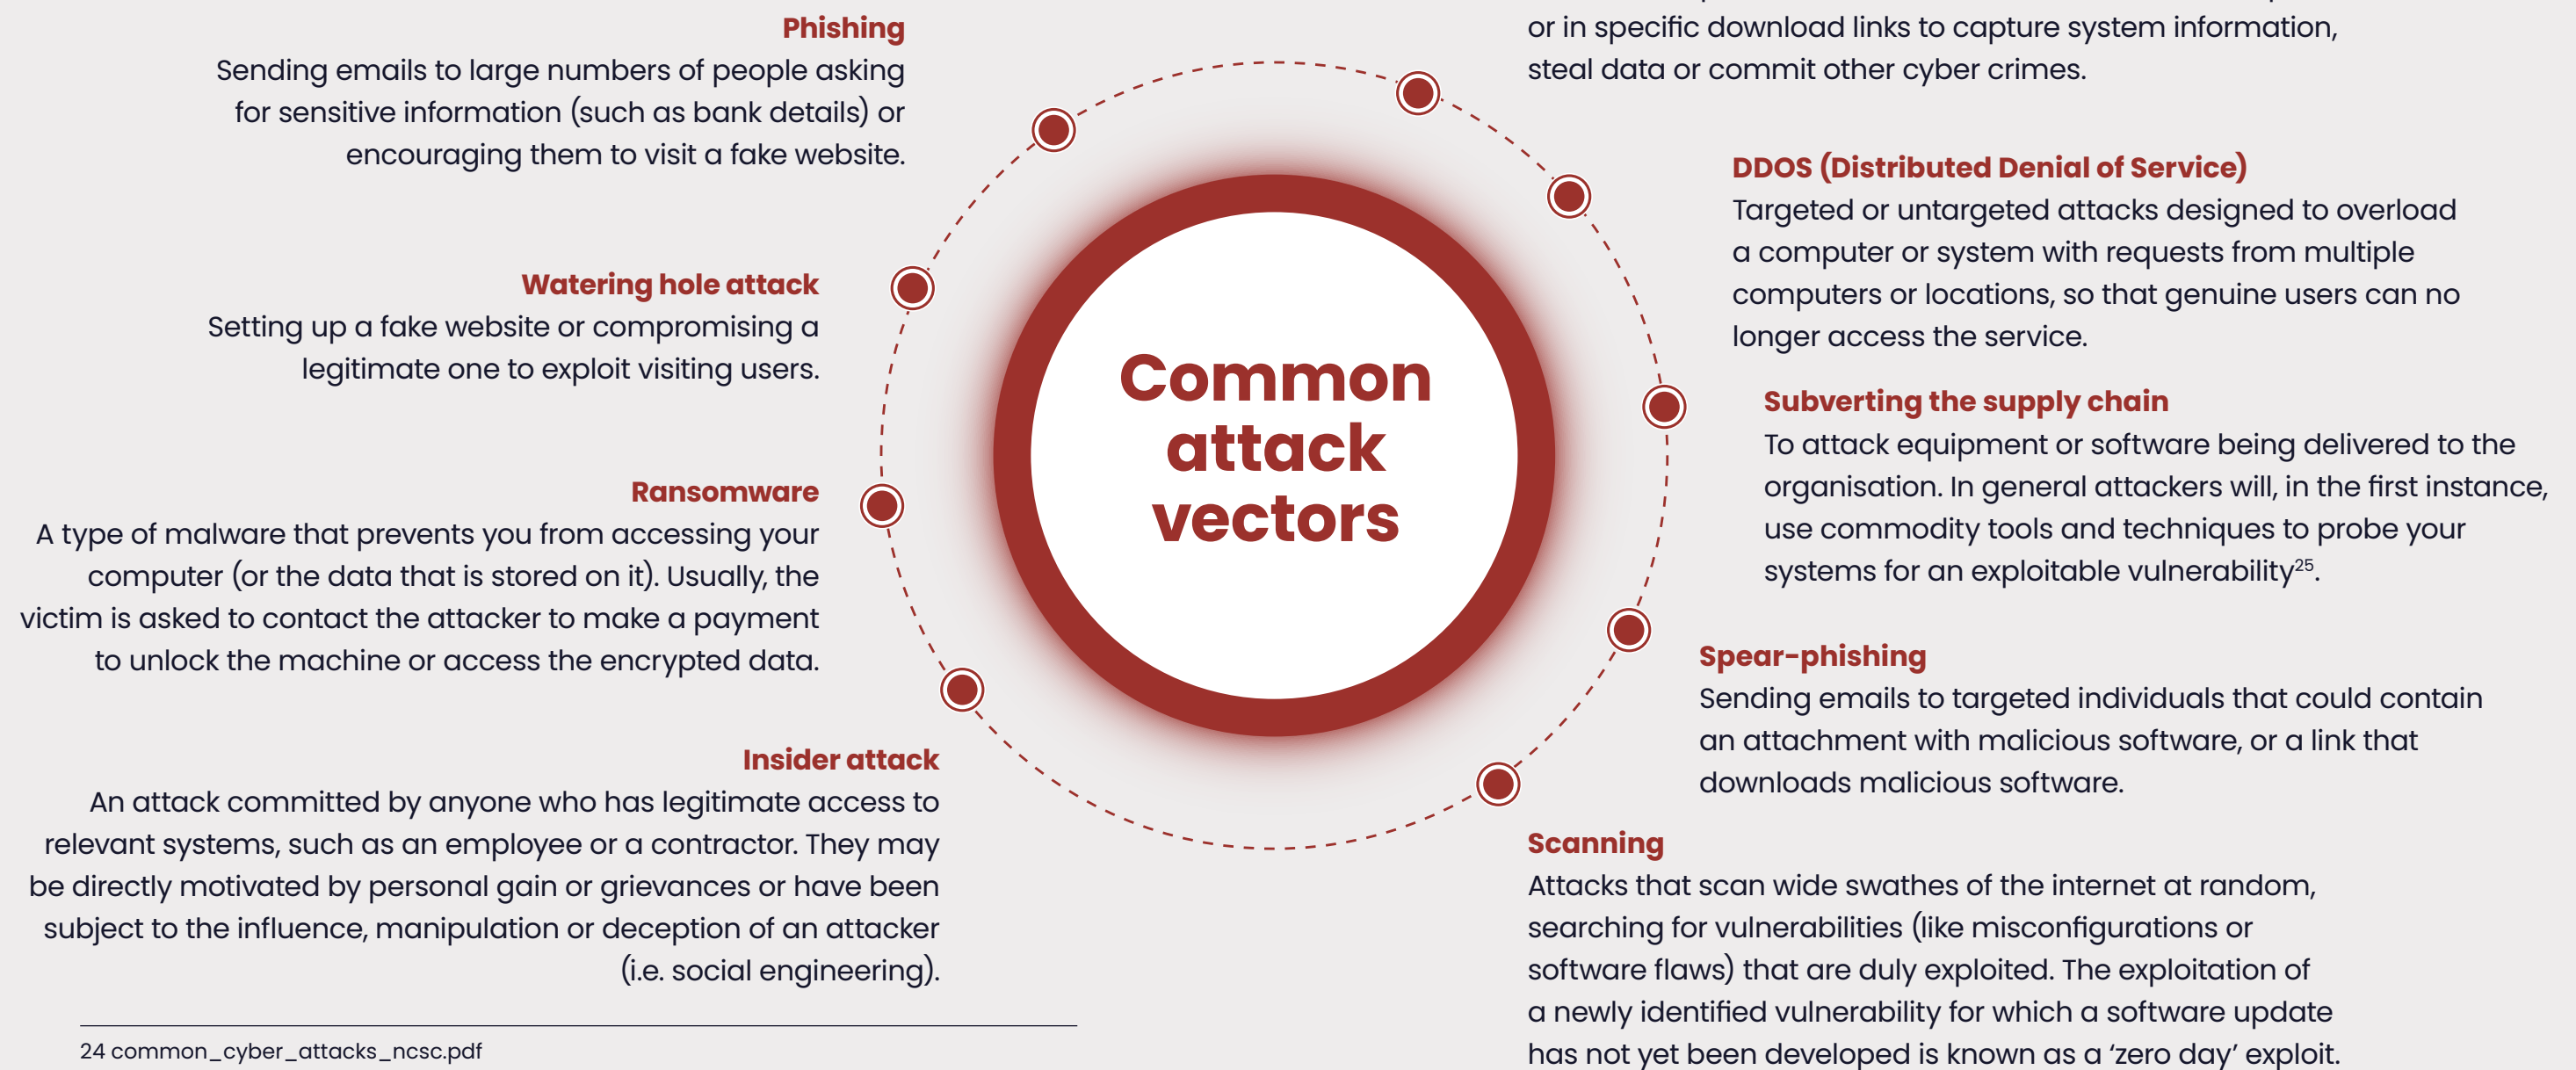 Phishing
Sending emails to large numbers of people asking
for sensitive information (such as bank details) or
encouraging them to visit a fake website.
Watering hole attack
Setting up a fake website or compromising a
legitimate one to exploit visiting users.
Ransomware
A type of malware that prevents you from accessing your
computer (or the data that is stored on it). Usually, the
victim is asked to contact the attacker to make a payment
to unlock the machine or access the encrypted data.
Insider attack
An attack committed by anyone who has legitimate access to
relevant systems, such as an employee or a contractor. They may
be directly motivated by personal gain or grievances or have been
subject to the influence, manipulation or deception of an attacker
(i.e. social engineering).
24 common_cyber_attacks_ncsc.pdf
Common
attack
vectors
or in specific download links to capture system information,
steal data or commit other cyber crimes.
DDOS (Distributed Denial of Service)
Targeted or untargeted attacks designed to overload
a computer or system with requests from multiple
computers or locations, so that genuine users can no
longer access the service.
Subverting the supply chain
To attack equipment or software being delivered to the
organisation. In general attackers will, in the first instance,
use commodity tools and techniques to probe your
systems for an exploitable vulnerability25.
Spear-phishing
Sending emails to targeted individuals that could contain
an attachment with malicious software, or a link that
downloads malicious software.
Scanning
Attacks that scan wide swathes of the internet at random,
searching for vulnerabilities (like misconfigurations or
software flaws) that are duly exploited. The exploitation of
a newly identified vulnerability for which a software update
has not yet been developed is known as a ‘zero day’ exploit.